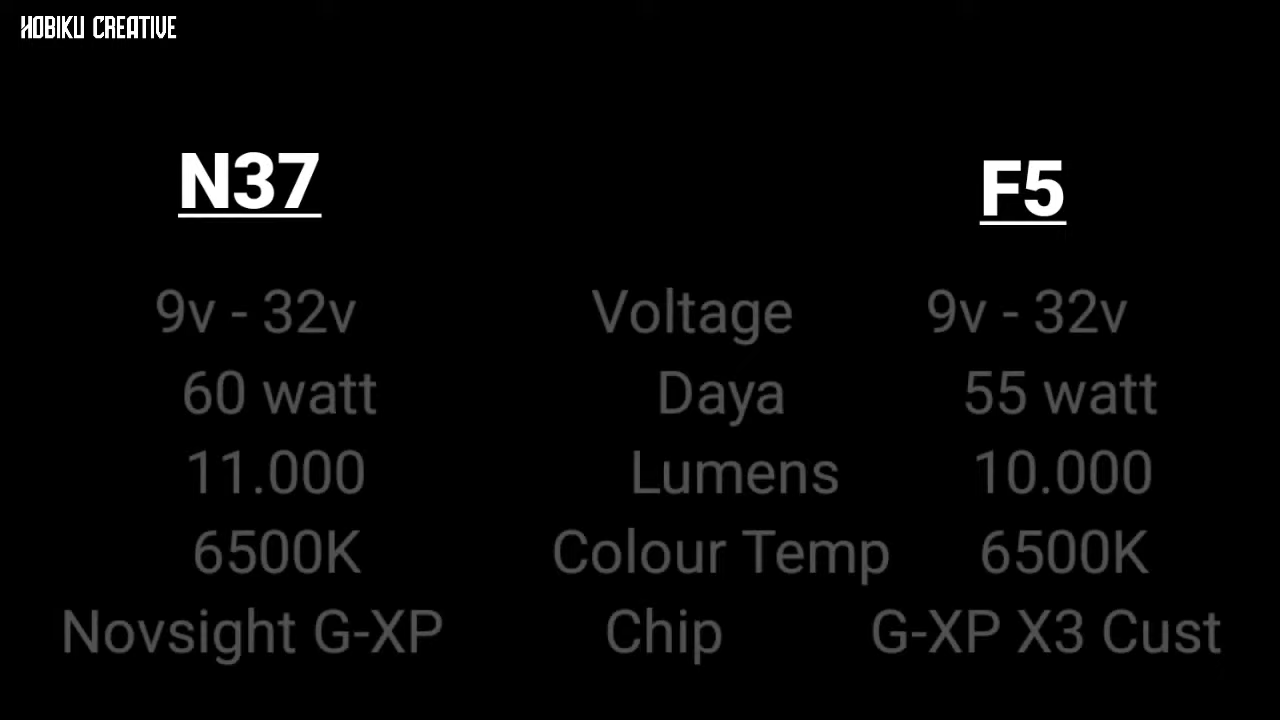 HOBIKU CREATIVE
N37 F5
9v - 32v Voltage 9v - 32v
60 watt Daya 55 watt
11.000 Lumens 10.000
6500K Colour Temp 6500K
Novsight G-XP Chip G-XP X3 Cust